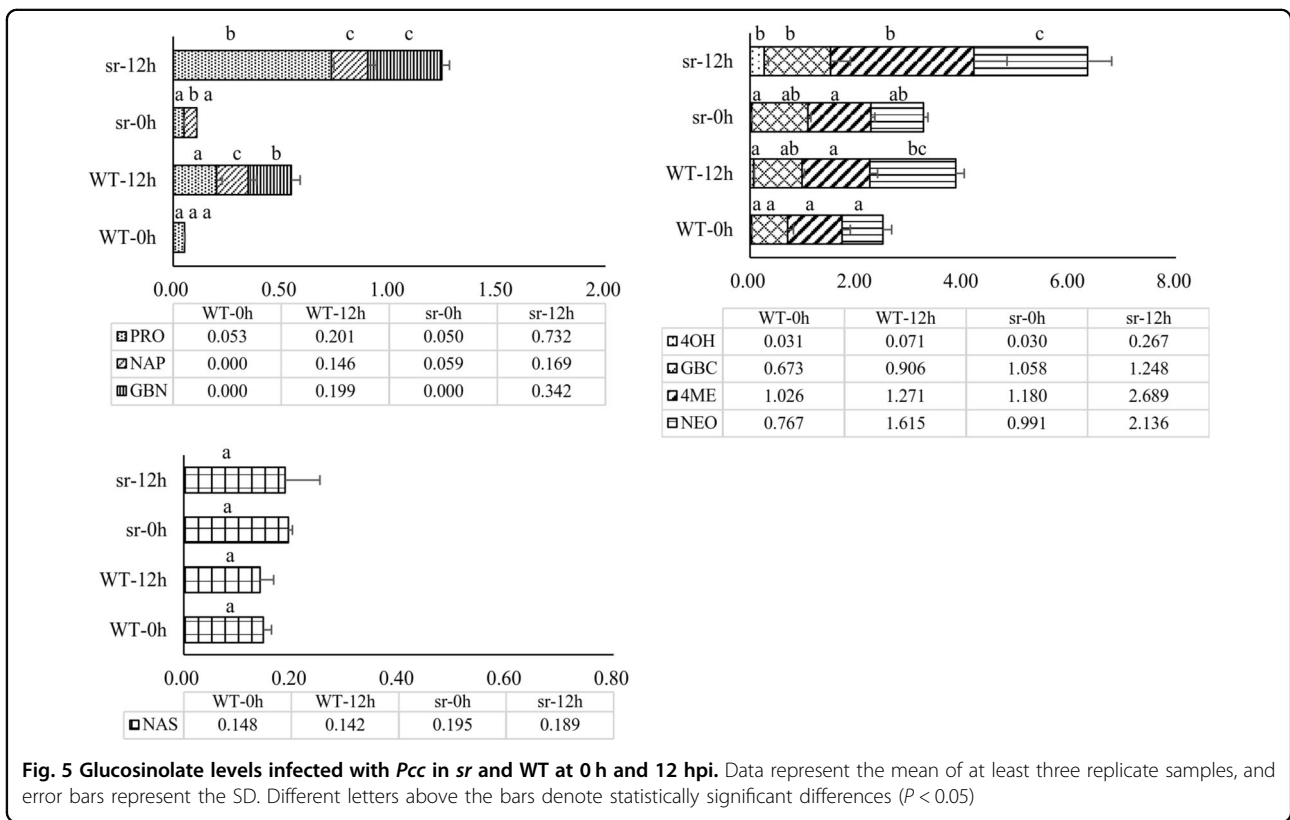 b c c
sr-12h
a b a
sr-0h
a c b
WT-12h
a a a
WT-0h
0.00 0.50 1.00 1.50 2.00
WT-0h WT-12h sr-0h sr-12h
PRO 0.053 0.201 0.050 0.732
NAP 0.000 0.146 0.059 0.169
GBN 0.000 0.199 0.000 0.342
b b b c
sr-12h
a ab a ab
sr-0h
a ab a bc
WT-12h
a a a a
WT-0h
0.00 2.00 4.00 6.00 8.00
WT-0h WT-12h sr-0h sr-12h
4OH 0.031 0.071 0.030 0.267
GBC 0.673 0.906 1.058 1.248
4ME 1.026 1.271 1.180 2.689
NEO 0.767 1.615 0.991 2.136
a
sr-12h
a
sr-0h
a
WT-12h
a
WT-0h
0.00 0.20 0.40 0.60 0.80
WT-0h WT-12h sr-0h sr-12h
NAS 0.148 0.142 0.195 0.189
Fig. 5 Glucosinolate levels infected with Pcc in sr and WT at 0 h and 12 hpi. Data represent the mean of at least three replicate samples, and
error bars represent the SD. Different letters above the bars denote statistically significant differences (P < 0.05)